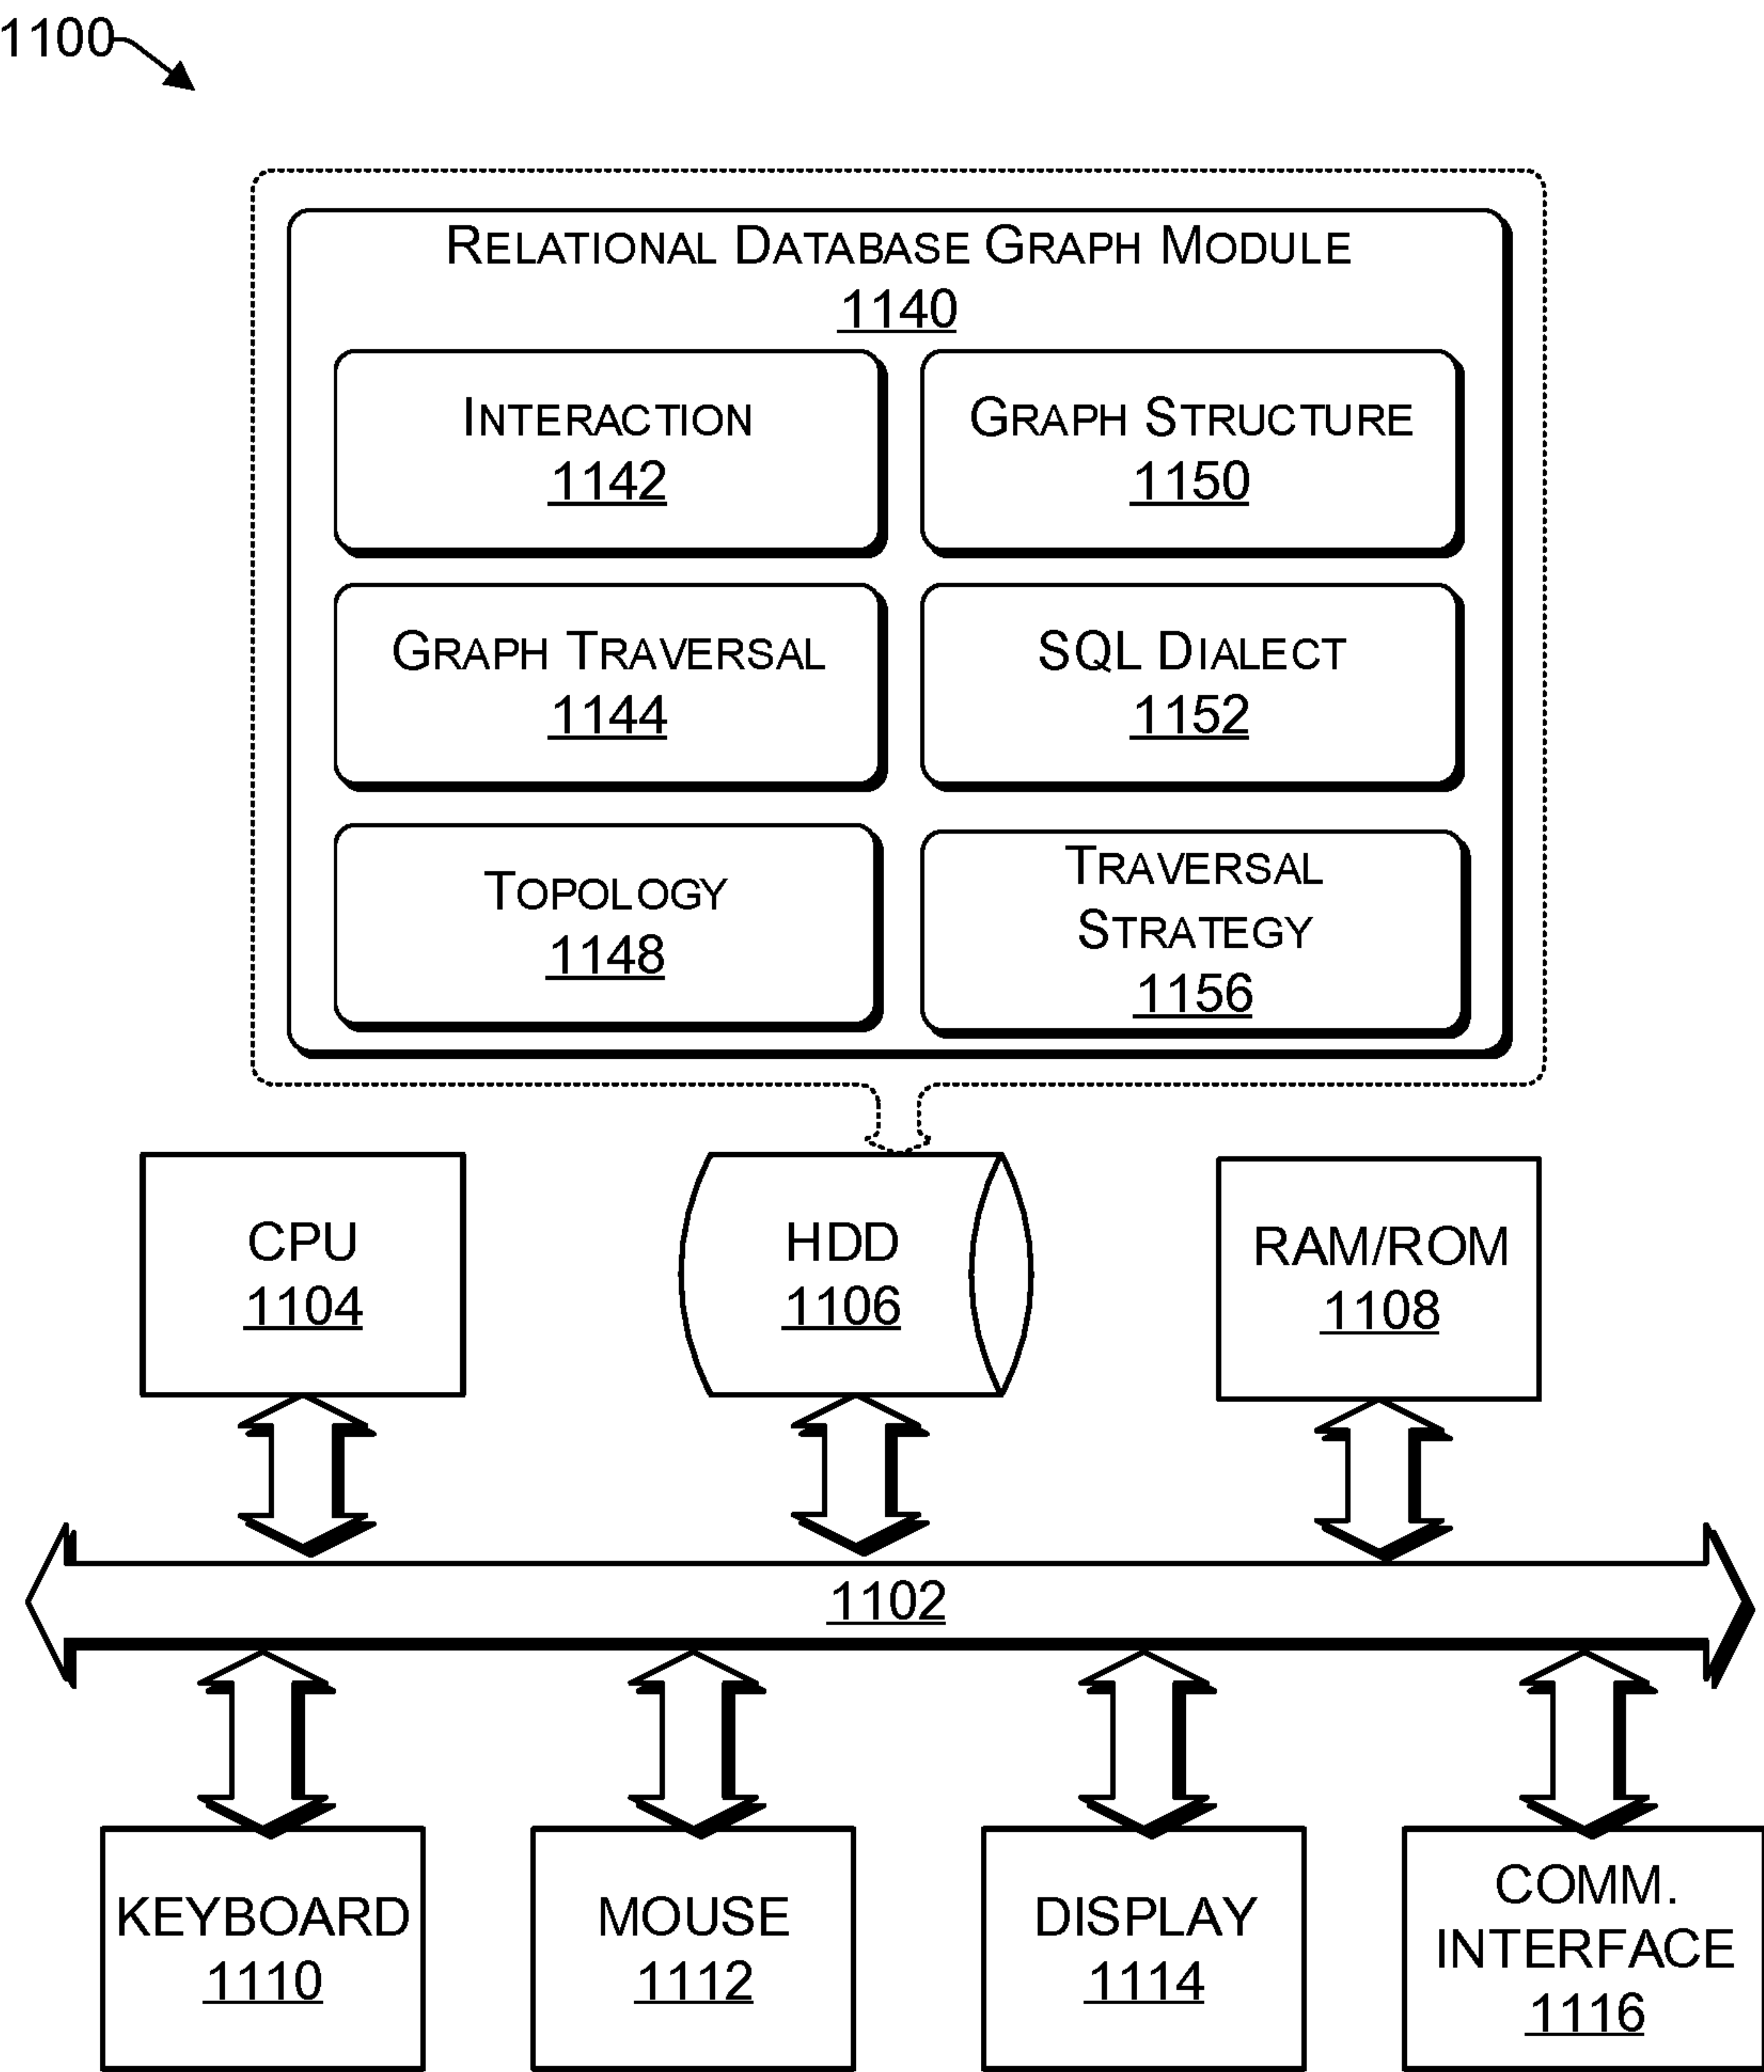 1100
RELATIONAL DATABASE GRAPH MODULE
1140
INTERACTION
1142
GRAPH STRUCTURE
1150
GRAPH TRAVERSAL
1144
SQL DIALECT
1152
TOPOLOGY
1148
TRAVERSAL
STRATEGY
1156
CPU
1104
HDD
1106
RAM/ROM
1108
1102
KEYBOARD
1110
MOUSE
1112
DISPLAY
1114
COMM.
INTERFACE
1116